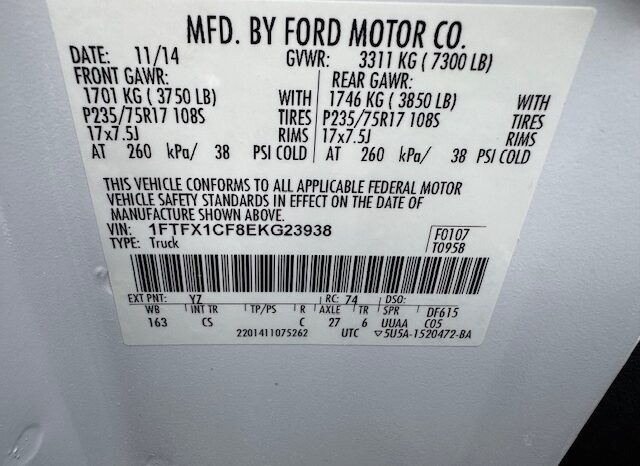 MFD. BY FORD MOTOR CO.
DATE: 11/14 GVWR: 3311 KG ( 7300 LB)
FRONT GAWR: REAR GAWR:
1701 KG ( 3750 LB) WITH 1746 KG ( 3850 LB) WITH
P235/75R17 108S TIRES P235/75R17 108S TIRES
17x7.5J RIMS 17x7.5J RIMS
AT 260 kPa/ 38 PSI COLD AT 260 kPa/ 38 PSI COLD
THIS VEHICLE CONFORMS TO ALL APPLICABLE FEDERAL MOTOR
VEHICLE SAFETY STANDARDS IN EFFECT ON THE DATE OF
MANUFACTURE SHOWN ABOVE.
VIN: 1FTFX1CF8EKG23938 F0107
TYPE: Truck T0958
EXT PNT: YZ RC: 74 DSO:
WB INT TR TP/PS R AXLE TR SPR DF615
163 CS C 27 6 UUAA C05
2201411075262 UTC ▽5U5A-1520472-BA